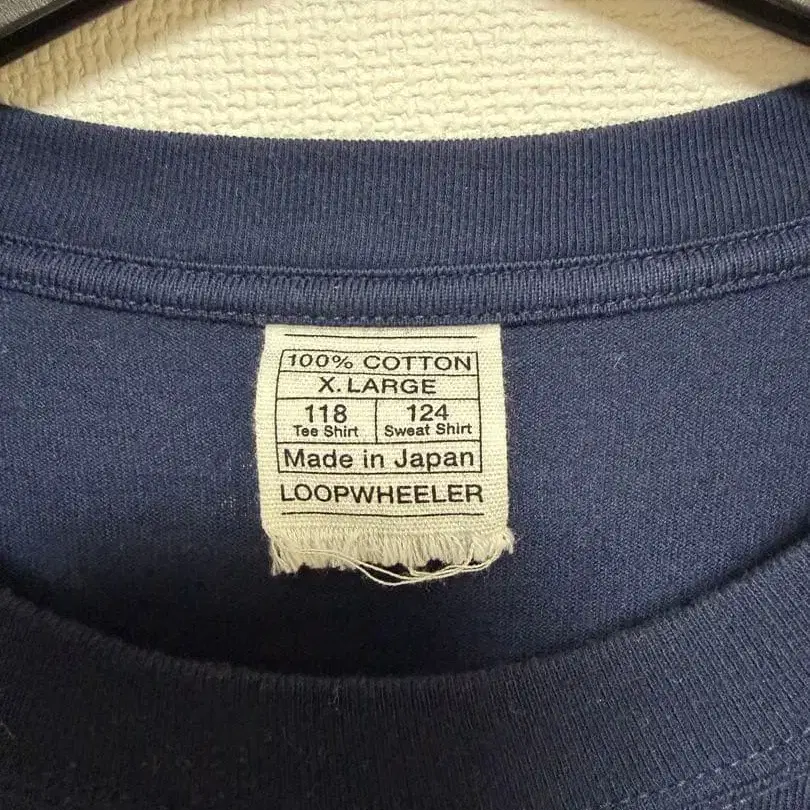 100% COTTON
X. LARGE
118 124
Tee Shirt Sweat Shirt
Made in Japan
LOOPWHEELER